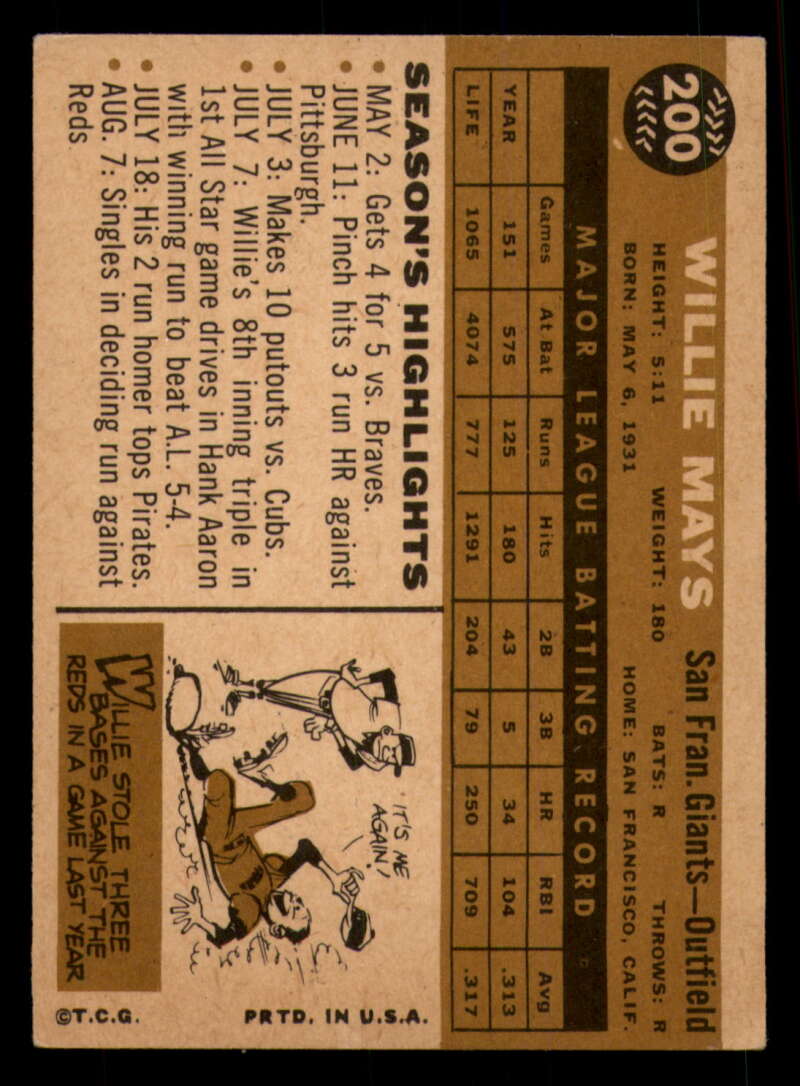 200
WILLIE MAYS San Fran. Giants—Outfield
HEIGHT: 5:11 WEIGHT: 180 BATS: R THROWS: R
BORN: MAY 6, 1931 HOME: SAN FRANCISCO, CALIF.
MAJOR LEAGUE BATTING RECORD
Games At Bat Runs Hits 2B 3B HR RBI Avg
YEAR 151 575 125 180 43 5 34 104 .313
LIFE 1065 4074 777 1291 204 79 250 709 .317
SEASON'S HIGHLIGHTS
• MAY 2: Gets 4 for 5 vs. Braves.
• JUNE 11: Pinch hits 3 run HR against
Pittsburgh.
• JULY 3: Makes 10 putouts vs. Cubs.
• JULY 7: Willie's 8th inning triple in
1st All Star game drives in Hank Aaron
with winning run to beat A.L. 5-4.
• JULY 18: His 2 run homer tops Pirates.
• AUG. 7: Singles in deciding run against
Reds
IT'S ME
AGAIN!
WILLIE STOLE THREE
BASES AGAINST THE
REDS IN A GAME LAST YEAR
©T.C.G. PRTD. IN U.S.A.